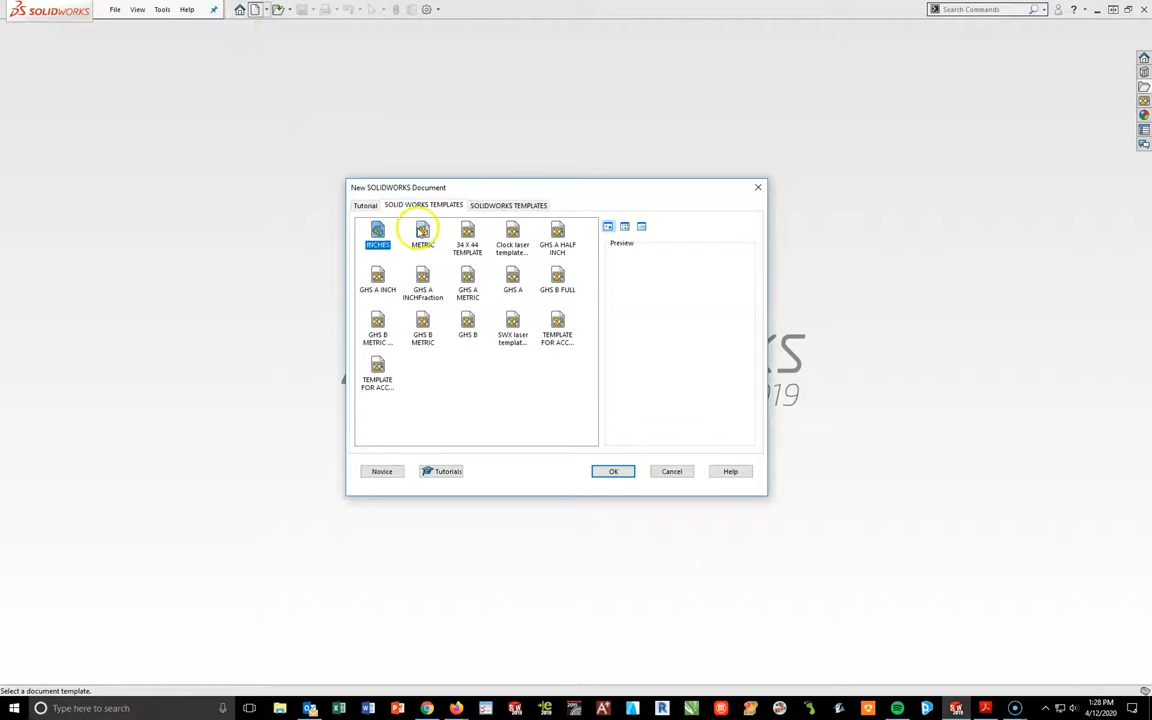 SOLIDWORKS File View Tools Help Search Commands
New SOLIDWORKS Document
Tutorial SOLID WORKS TEMPLATES SOLIDWORKS TEMPLATES
INCHES METRIC 34 X 44 TEMPLATE Clock laser template... GHS A HALF INCH
Preview
GHS A INCH GHS A INCHFraction GHS A METRIC GHS A GHS B FULL
GHS B METRIC ... GHS B METRIC GHS B SWX laser templat... TEMPLATE FOR ACC...
KS
TEMPLATE FOR ACC...
019
Novice Tutorials OK Cancel Help
Select a document template.
Type here to search
1:28 PM
4/12/2020